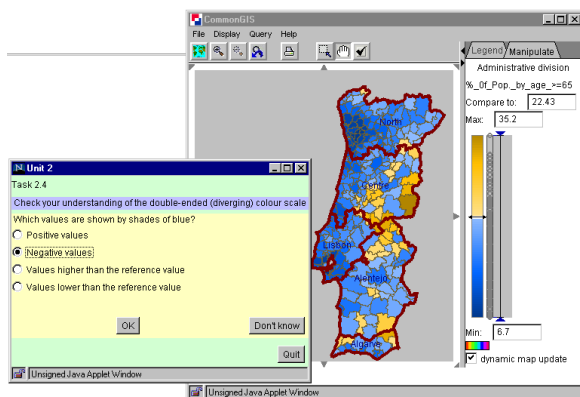 CommonGIS
File Display Query Help
Legend Manipulate
Administrative division
%_0f_Pop._by_age_>=65
Compare to: 22.43
Max: 35.2
North
Centre
Lisbon
Alentejo
Algarve
Min: 6.7
dynamic map update
Unsigned Java Applet Window
Unit 2
Task 2.4
Check your understanding of the double-ended (diverging) colour scale
Which values are shown by shades of blue?
Positive values
Negative values
Values higher than the reference value
Values lower than the reference value
OK
Don't know
Quit
Unsigned Java Applet Window